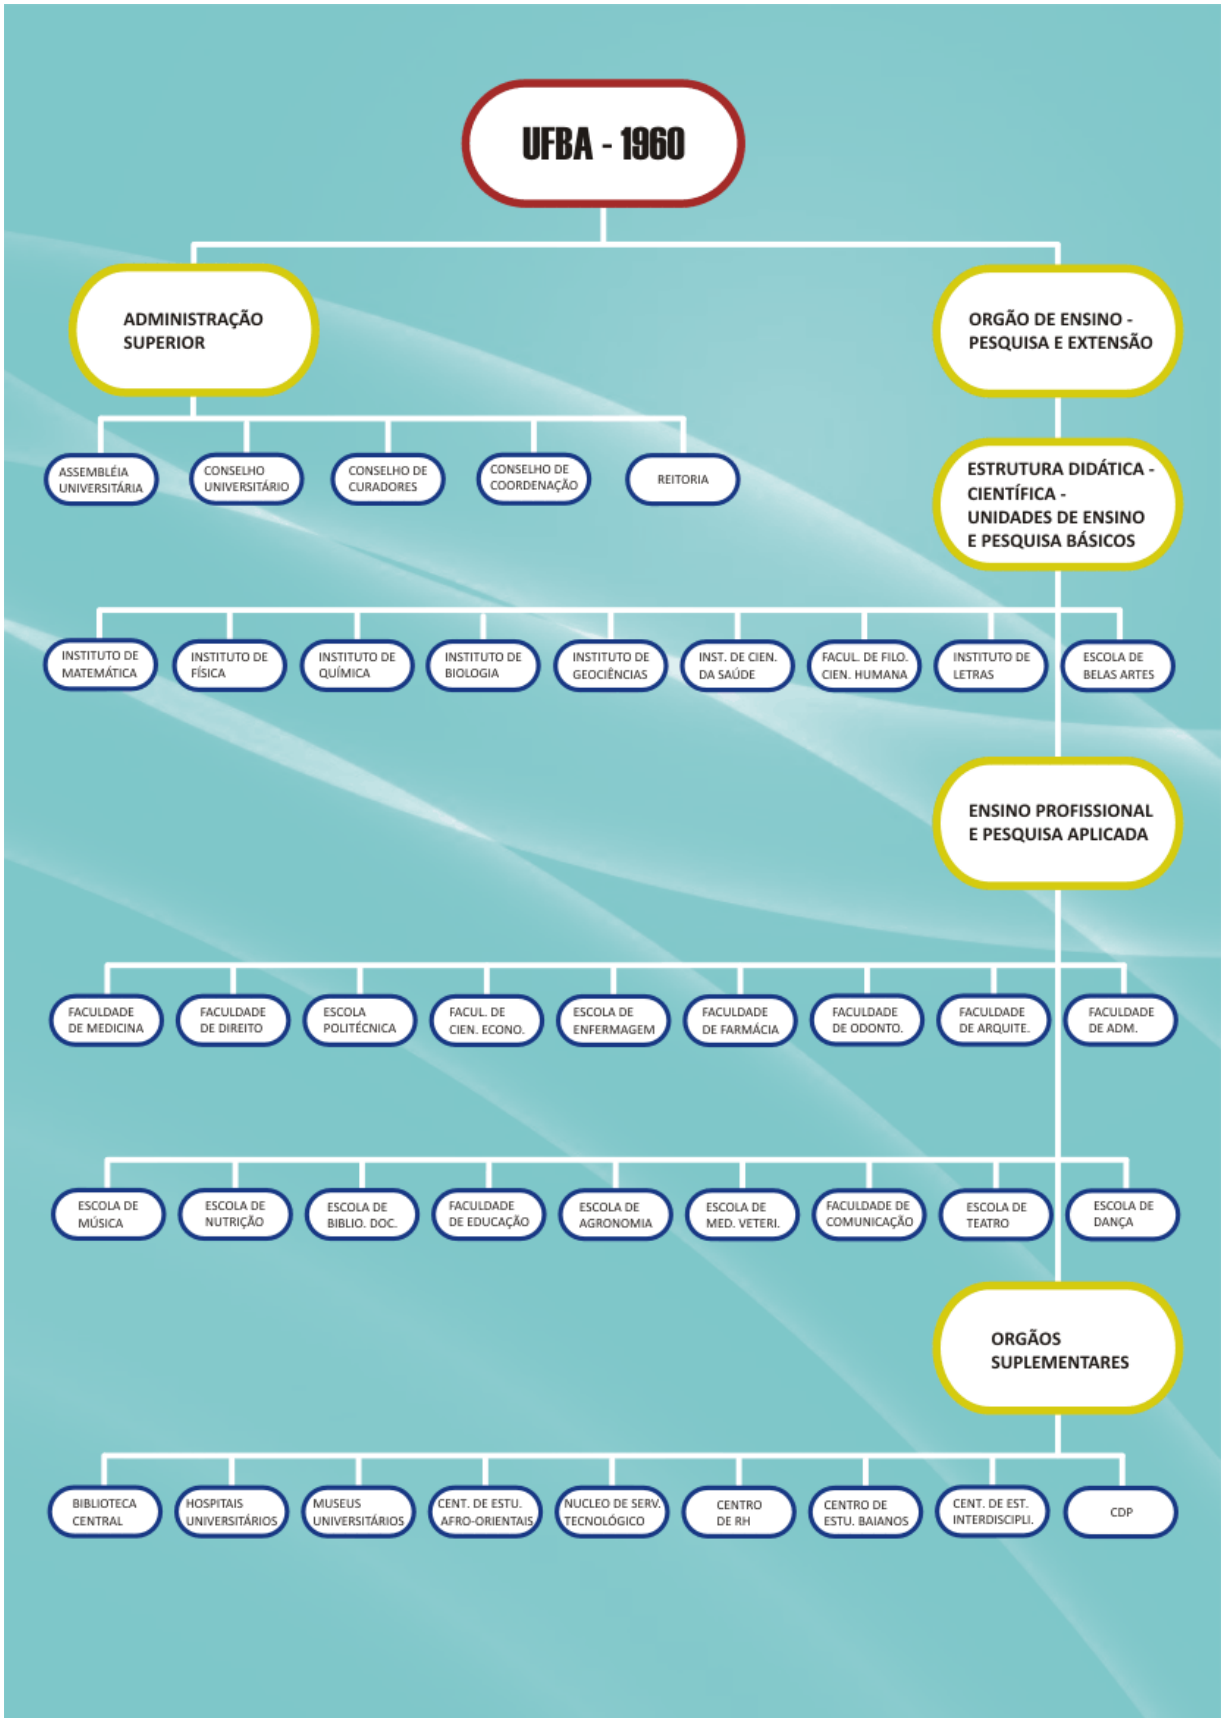 UFBA - 1960
ADMINISTRAÇÃO
SUPERIOR
ORGÃO DE ENSINO -
PESQUISA E EXTENSÃO
ASSEMBLÉIA
UNIVERSITÁRIA
CONSELHO
UNIVERSITÁRIO
CONSELHO DE
CURADORES
CONSELHO DE
COORDENAÇÃO
REITORIA
ESTRUTURA DIDÁTICA -
CIENTÍFICA -
UNIDADES DE ENSINO
E PESQUISA BÁSICOS
INSTITUTO DE
MATEMÁTICA
INSTITUTO DE
FÍSICA
INSTITUTO DE
QUÍMICA
INSTITUTO DE
BIOLOGIA
INSTITUTO DE
GEOCIÊNCIAS
INST. DE CIEN.
DA SAÚDE
FACUL. DE FILO.
CIEN. HUMANA
INSTITUTO DE
LETRAS
ESCOLA DE
BELAS ARTES
ENSINO PROFISSIONAL
E PESQUISA APLICADA
FACULDADE
DE MEDICINA
FACULDADE
DE DIREITO
ESCOLA
POLITÉCNICA
FACUL. DE
CIEN. ECONO.
ESCOLA DE
ENFERMAGEM
FACULDADE
DE FARMÁCIA
FACULDADE
DE ODONTO.
FACULDADE
DE ARQUITE.
FACULDADE
DE ADM.
ESCOLA DE
MÚSICA
ESCOLA DE
NUTRIÇÃO
ESCOLA DE
BIBLIO. DOC.
FACULDADE
DE EDUCAÇÃO
ESCOLA DE
AGRONOMIA
ESCOLA DE
MED. VETERI.
FACULDADE DE
COMUNICAÇÃO
ESCOLA DE
TEATRO
ESCOLA DE
DANÇA
ORGÃOS
SUPLEMENTARES
BIBLIOTECA
CENTRAL
HOSPITAIS
UNIVERSITÁRIOS
MUSEUS
UNIVERSITÁRIOS
CENT. DE ESTU.
AFRO-ORIENTAIS
NUCLEO DE SERV.
TECNOLÓGICO
CENTRO
DE RH
CENTRO DE
ESTU. BAIANOS
CENT. DE EST.
INTERDISCIPLI.
CDP